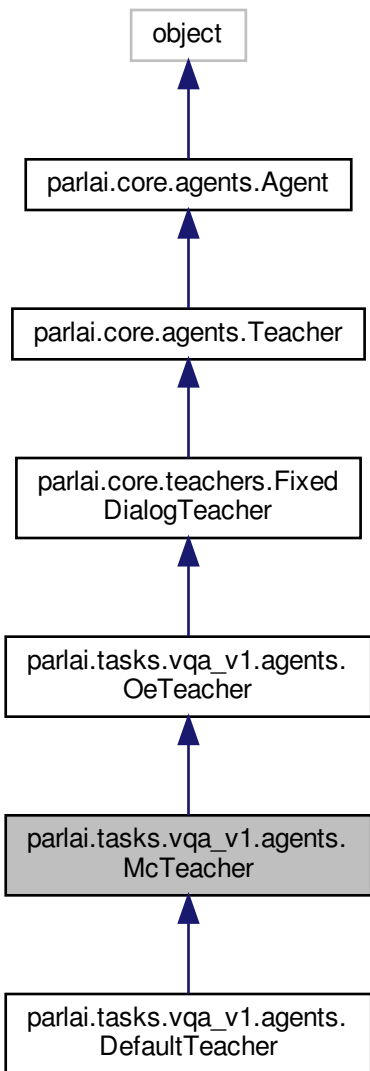 object
parlai.core.agents.Agent
parlai.core.agents.Teacher
parlai.core.teachers.Fixed
DialogTeacher
parlai.tasks.vqa_v1.agents.
OeTeacher
parlai.tasks.vqa_v1.agents.
McTeacher
parlai.tasks.vqa_v1.agents.
DefaultTeacher